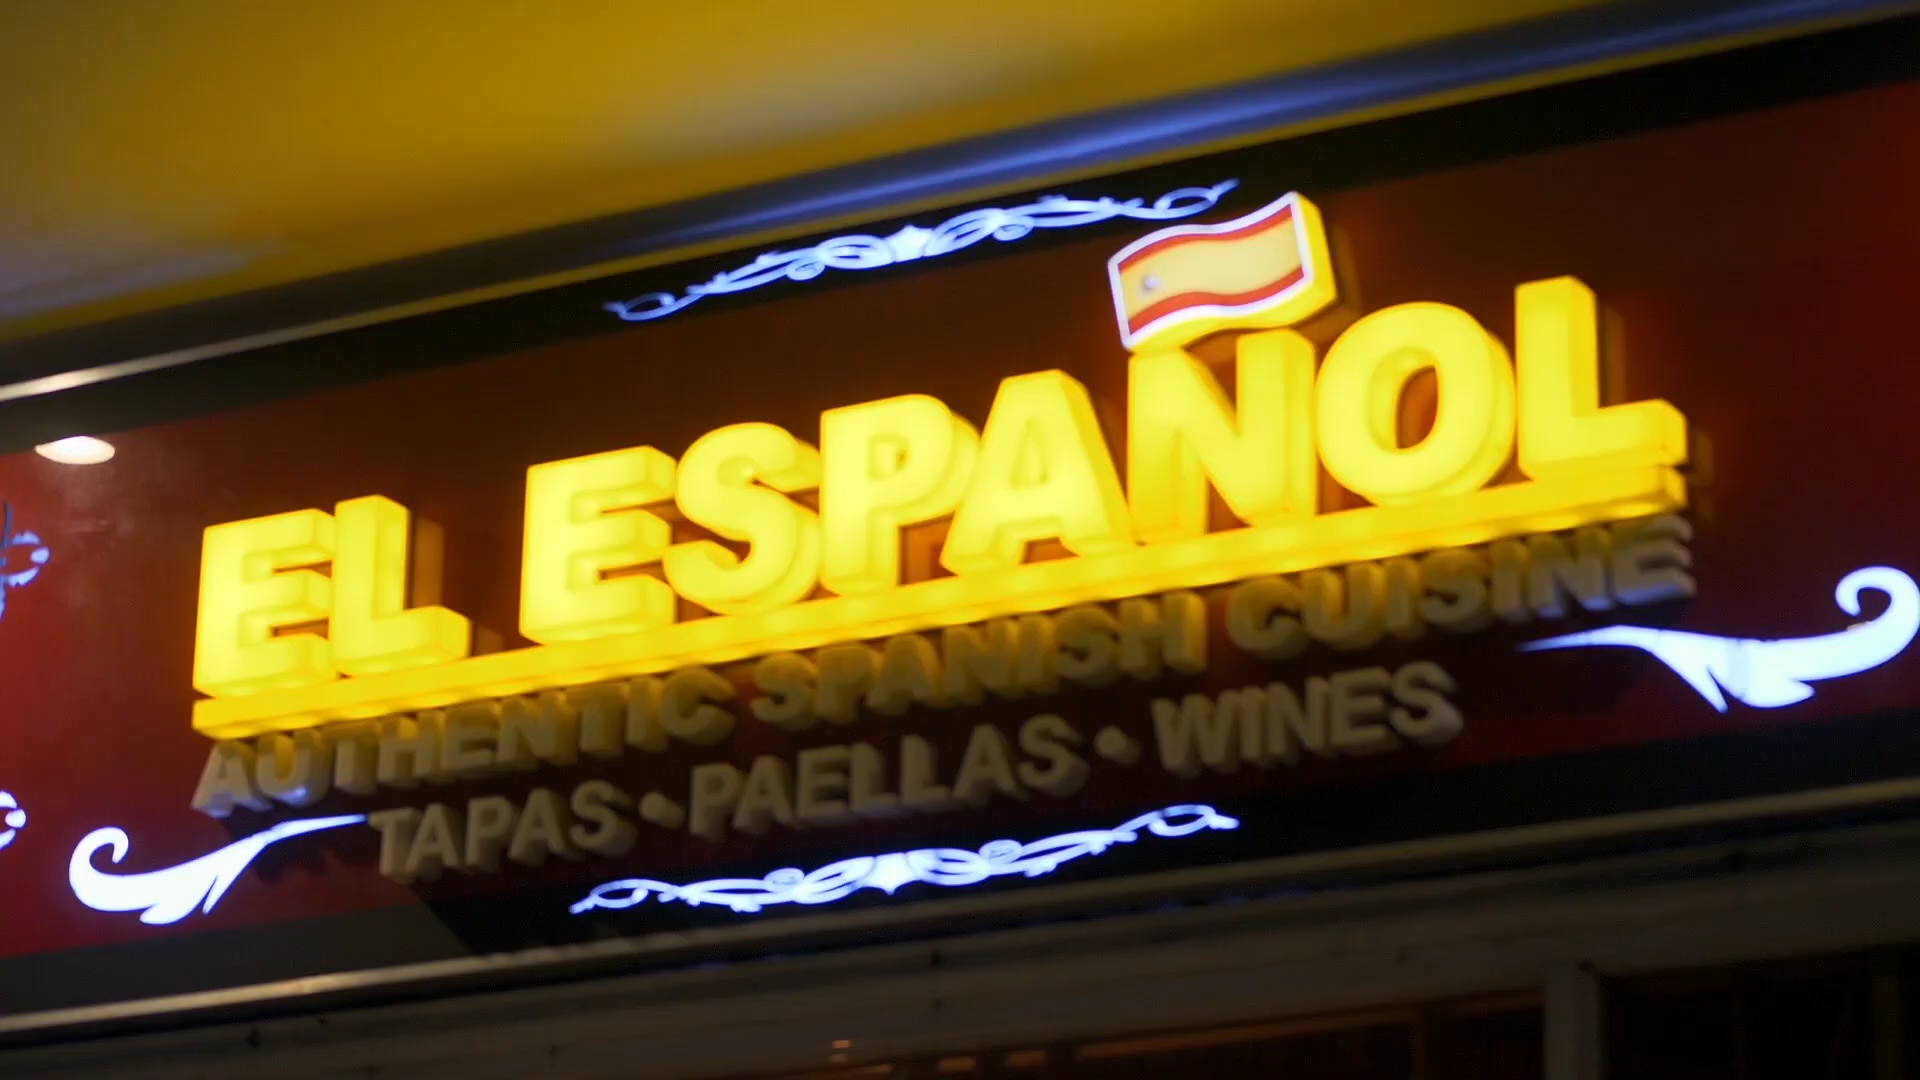 EL ESPAÑOL
AUTHENTIC SPANISH CUISINE
TAPAS • PAELLAS • WINES